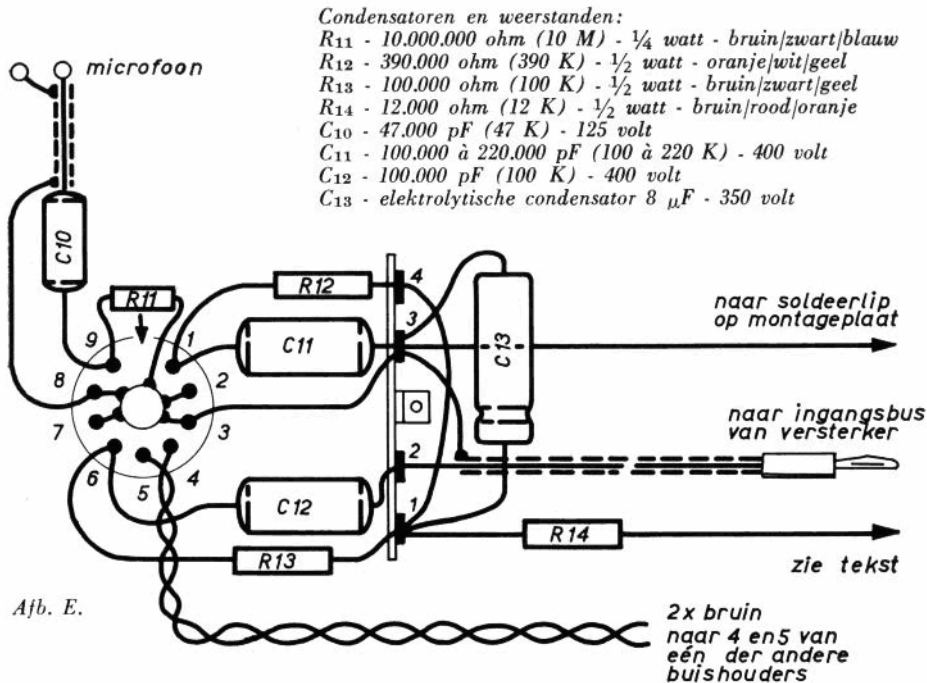 Condensatoren en weerstanden:
R11 - 10.000.000 ohm (10 M) - ¼ watt - bruin/zwart/blauw
R12 - 390.000 ohm (390 K) - ½ watt - oranje/wit/geel
R13 - 100.000 ohm (100 K) - ½ watt - bruin/zwart/geel
R14 - 12.000 ohm (12 K) - ½ watt - bruin/rood/oranje
C10 - 47.000 pF (47 K) - 125 volt
C11 - 100.000 à 220.000 pF (100 à 220 K) - 400 volt
C12 - 100.000 pF (100 K) - 400 volt
C13 - elektrolytische condensator 8 µF - 350 volt
microfoon
C10
R11
9
1
8
2
7
3
6
5
4
R12
C11
C12
R13
4
3
2
1
C13
R14
naar soldeerlip
op montageplaat
naar ingangsbus
van versterker
zie tekst
2x bruin
naar 4 en 5 van
één der andere
buishouders
Afb. E.